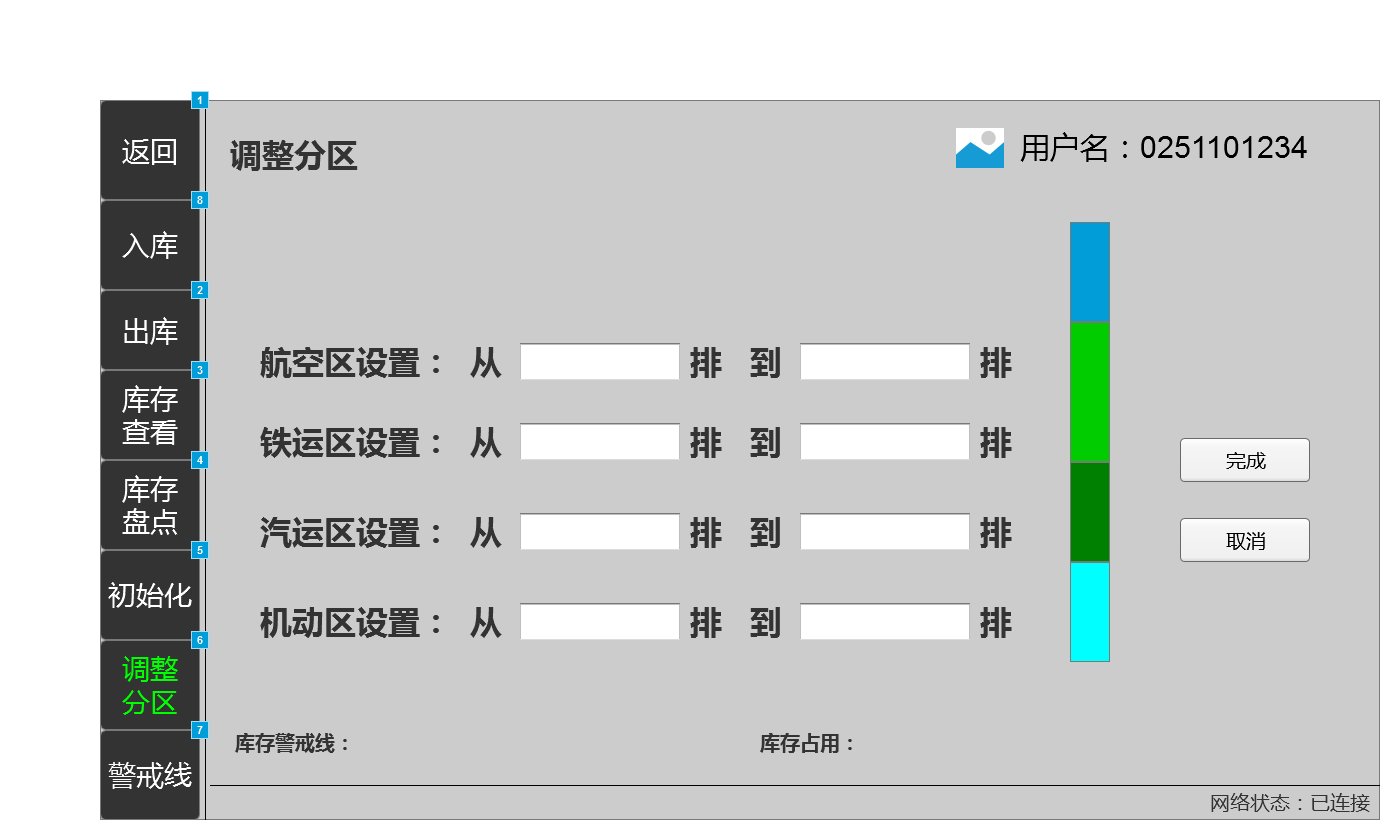 1
返回
8
入库
2
出库
3
库存
查看
4
库存
盘点
5
初始化
6
调整
分区
7
警戒线
调整分区
用户名：0251101234
航空区设置： 从 排 到 排
铁运区设置： 从 排 到 排
汽运区设置： 从 排 到 排
机动区设置： 从 排 到 排
完成
取消
库存警戒线： 库存占用：
网络状态：已连接